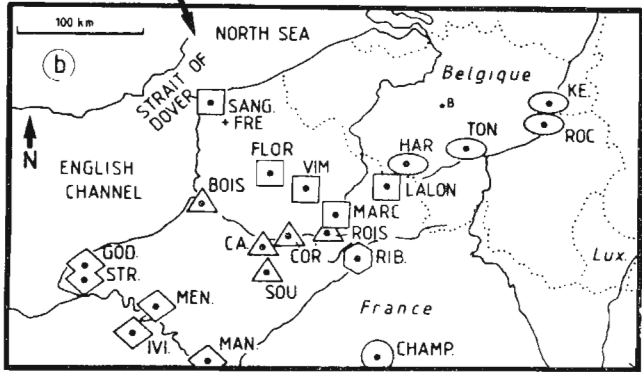 100 km
NORTH SEA
b
STRAIT OF
DOVER
Belgique
SANG.
FRE
B
KE.
ROC
TON
HAR
FLOR
VIM
LALON
N
ENGLISH
CHANNEL
BOIS
MARC
ROIS
CA.
COR
RIB.
SOU
GOD.
STR.
Lux.
MEN.
France
IVI.
MAN.
CHAMP.